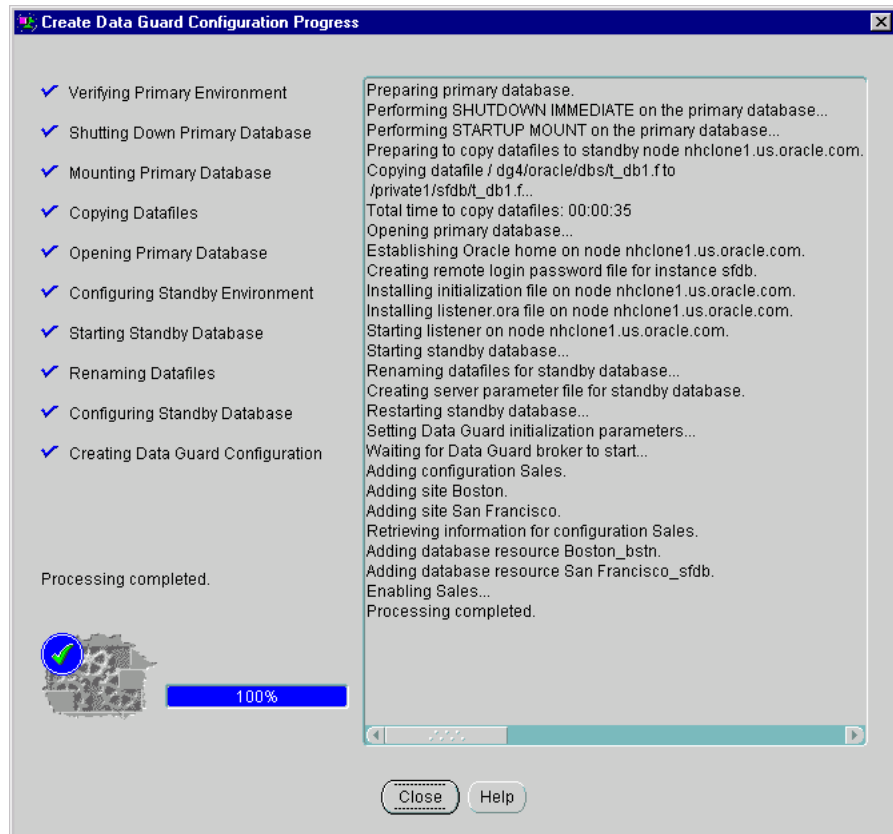 Create Data Guard Configuration Progress
Verifying Primary Environment
Shutting Down Primary Database
Mounting Primary Database
Copying Datafiles
Opening Primary Database
Configuring Standby Environment
Starting Standby Database
Renaming Datafiles
Configuring Standby Database
Creating Data Guard Configuration
Processing completed.
100%
Preparing primary database.
Performing SHUTDOWN IMMEDIATE on the primary database...
Performing STARTUP MOUNT on the primary database...
Preparing to copy datafiles to standby node nhclone1.us.oracle.com.
Copying datafile / dg4/oracle/dbs/t_db1.f to
/private1/sfdb/t_db1.f...
Total time to copy datafiles: 00:00:35
Opening primary database...
Establishing Oracle home on node nhclone1.us.oracle.com.
Creating remote login password file for instance sfdb.
Installing initialization file on node nhclone1.us.oracle.com.
Installing listener.ora file on node nhclone1.us.oracle.com.
Starting listener on node nhclone1.us.oracle.com.
Starting standby database...
Renaming datafiles for standby database...
Creating server parameter file for standby database.
Restarting standby database...
Setting Data Guard initialization parameters...
Waiting for Data Guard broker to start...
Adding configuration Sales.
Adding site Boston.
Adding site San Francisco.
Retrieving information for configuration Sales.
Adding database resource Boston_bstn.
Adding database resource San Francisco_sfdb.
Enabling Sales...
Processing completed.
Close
Help